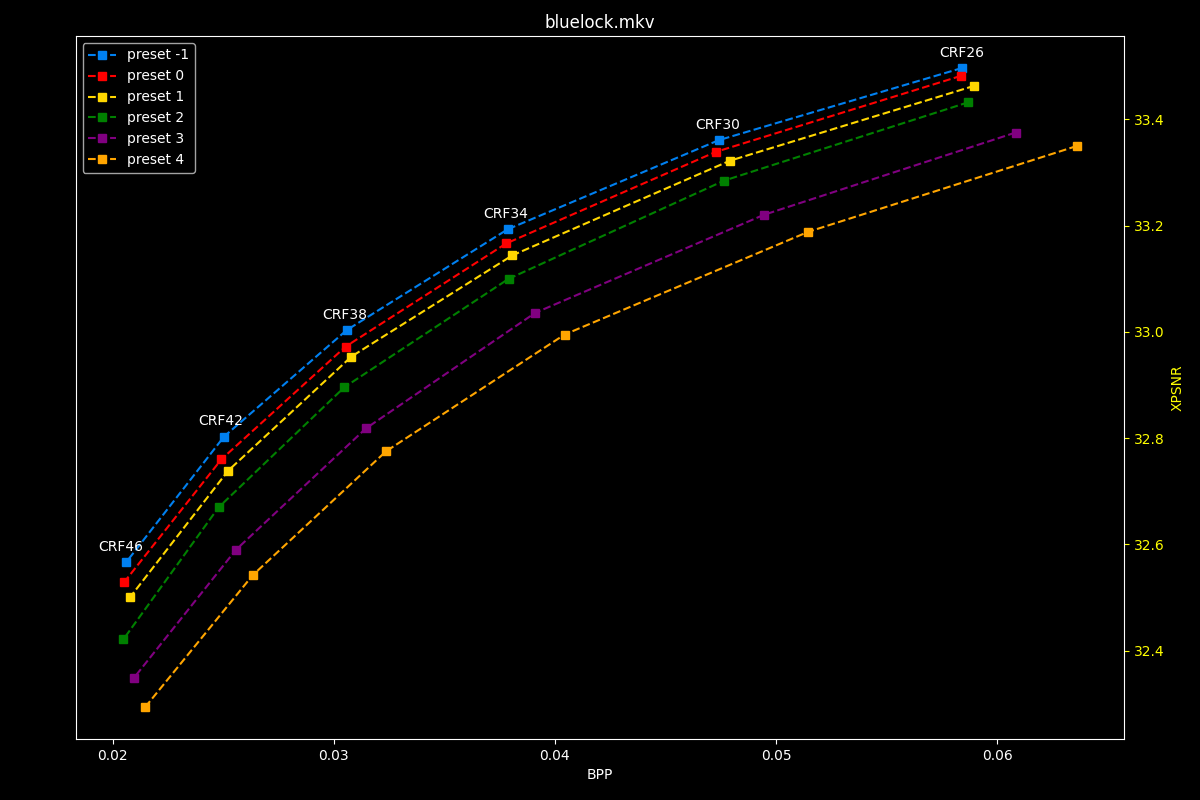 bluelock.mkv
preset -1
preset 0
preset 1
preset 2
preset 3
preset 4
CRF26
CRF30
CRF34
CRF38
CRF42
CRF46
33.4
33.2
33.0
32.8
32.6
32.4
XPSNR
0.02 0.03 0.04 0.05 0.06
BPP